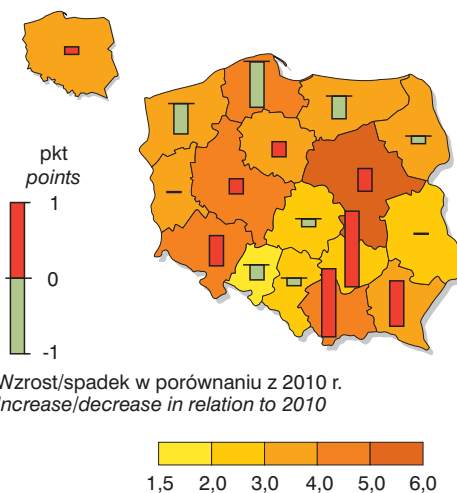 pkt
points
1
0
-1
Wzrost/spadek w porównaniu z 2010 r.
Increase/decrease in relation to 2010
1,5 2,0 3,0 4,0 5,0 6,0